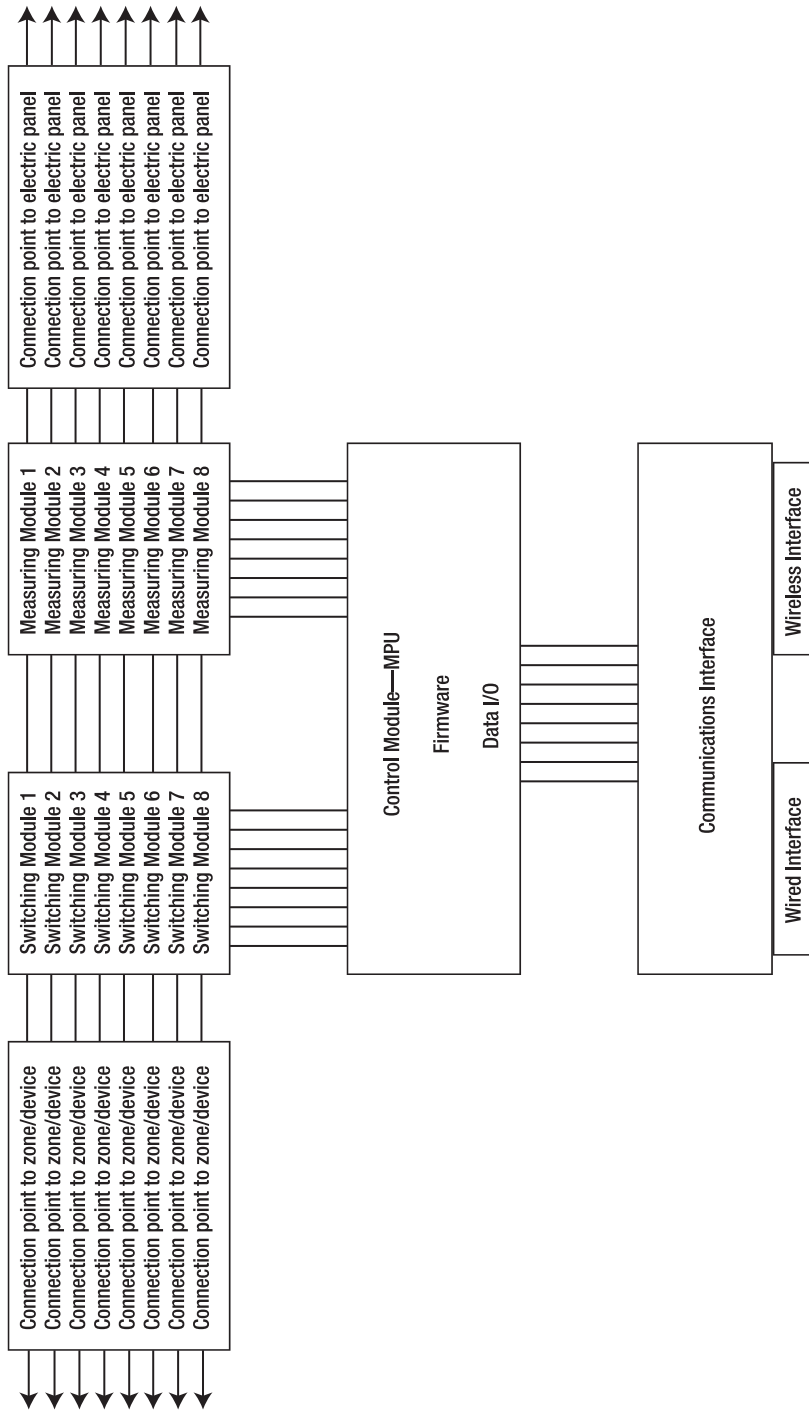 Connection point to electric panel
Connection point to electric panel
Connection point to electric panel
Connection point to electric panel
Connection point to electric panel
Connection point to electric panel
Connection point to electric panel
Connection point to electric panel
Measuring Module 1
Measuring Module 2
Measuring Module 3
Measuring Module 4
Measuring Module 5
Measuring Module 6
Measuring Module 7
Measuring Module 8
Switching Module 1
Switching Module 2
Switching Module 3
Switching Module 4
Switching Module 5
Switching Module 6
Switching Module 7
Switching Module 8
Connection point to zone/device
Connection point to zone/device
Connection point to zone/device
Connection point to zone/device
Connection point to zone/device
Connection point to zone/device
Connection point to zone/device
Connection point to zone/device
Control Module—MPU
Firmware
Data I/O
Communications Interface
Wired Interface
Wireless Interface